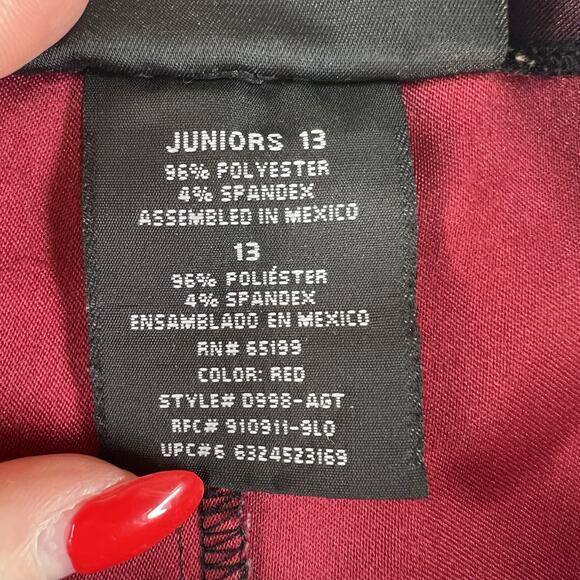 JUNIORS 13
96% POLYESTER
4% SPANDEX
ASSEMBLED IN MEXICO
13
96% POLIÉSTER
4% SPANDEX
ENSAMBLADO EN MEXICO
RN# 65199
COLOR: RED
STYLE# D998-AGT
RFC# 910911-9LQ
UPC#6 6324523169